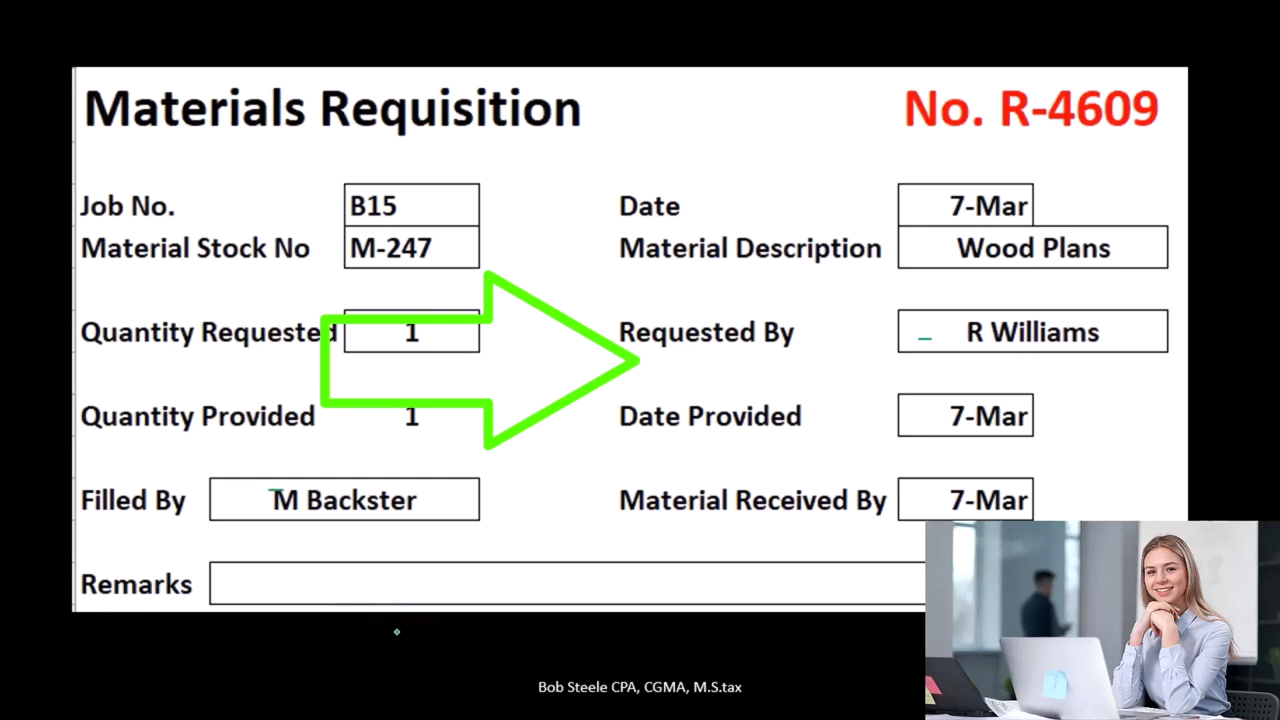 Materials Requisition No. R-4609
Job No. B15 Date 7-Mar
Material Stock No M-247 Material Description Wood Plans
Quantity Requested 1 Requested By R Williams
Quantity Provided 1 Date Provided 7-Mar
Filled By M Backster Material Received By 7-Mar
Remarks
Bob Steele CPA, CGMA, M.S.tax